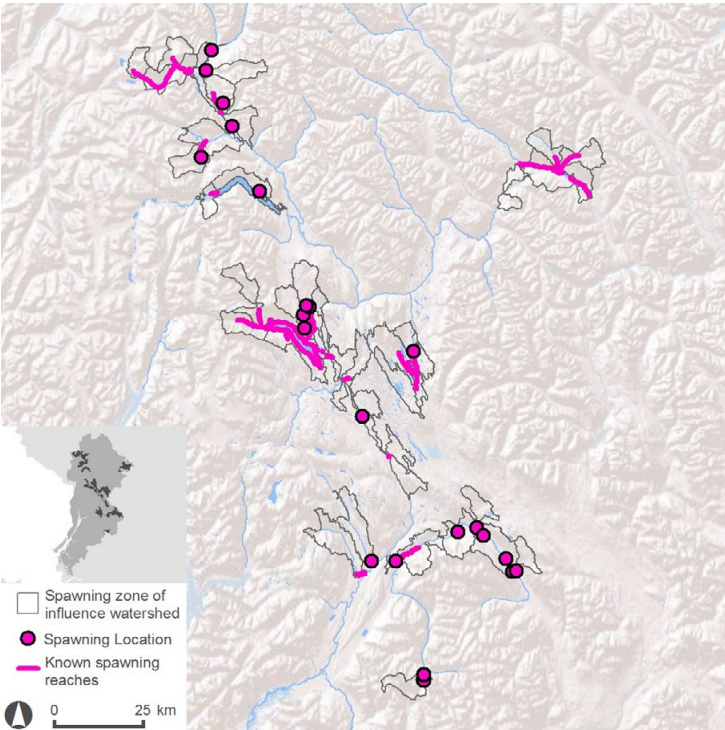 Spawning zone of
influence watershed
Spawning Location
Known spawning
reaches
0 25 km